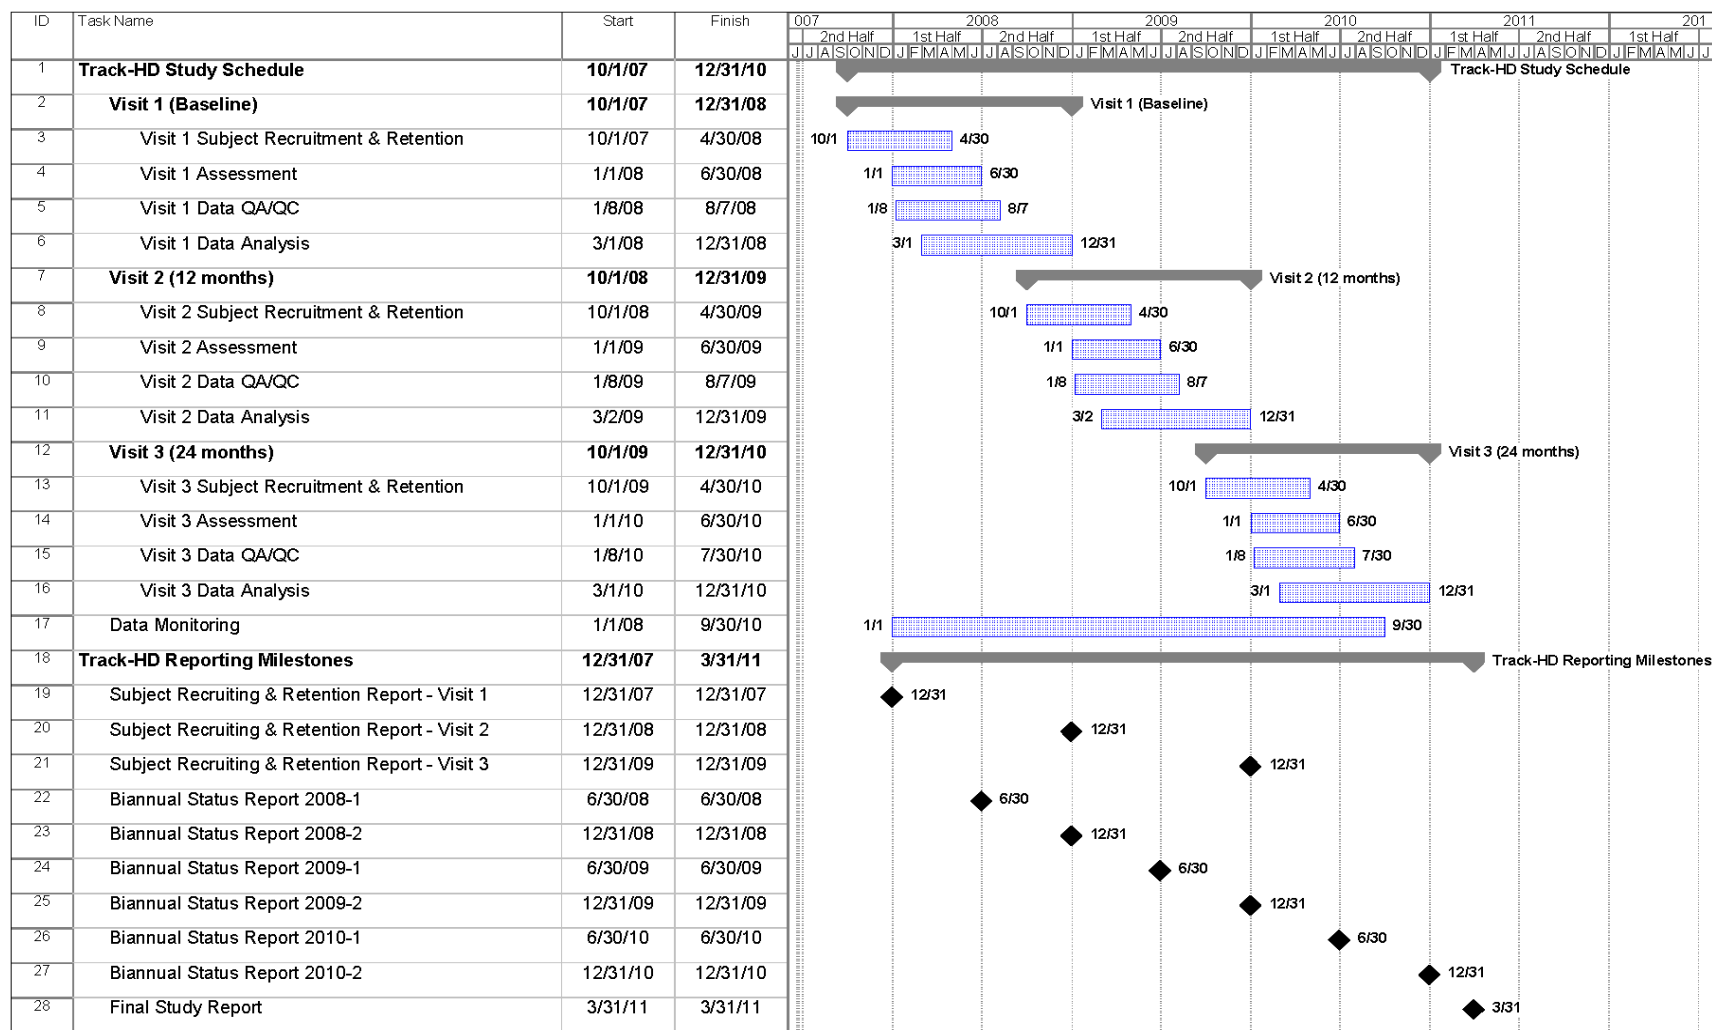 ID Task Name Start Finish 007 2008 2009 2010 2011 201
2nd Half 1st Half 2nd Half 1st Half 2nd Half 1st Half 2nd Half 1st Half 2nd Half 1st Half
J J A S O N D J F M A M J J A S O N D J F M A M J J A S O N D J F M A M J J A S O N D J F M A M J J A S O N D J F M A M J J
1 Track-HD Study Schedule 10/1/07 12/31/10 Track-HD Study Schedule
2 Visit 1 (Baseline) 10/1/07 12/31/08 Visit 1 (Baseline)
3 Visit 1 Subject Recruitment & Retention 10/1/07 4/30/08 10/1 4/30
4 Visit 1 Assessment 1/1/08 6/30/08 1/1 6/30
5 Visit 1 Data QA/QC 1/8/08 8/7/08 1/8 8/7
6 Visit 1 Data Analysis 3/1/08 12/31/08 3/1 12/31
7 Visit 2 (12 months) 10/1/08 12/31/09 Visit 2 (12 months)
8 Visit 2 Subject Recruitment & Retention 10/1/08 4/30/09 10/1 4/30
9 Visit 2 Assessment 1/1/09 6/30/09 1/1 6/30
10 Visit 2 Data QA/QC 1/8/09 8/7/09 1/8 8/7
11 Visit 2 Data Analysis 3/2/09 12/31/09 3/2 12/31
12 Visit 3 (24 months) 10/1/09 12/31/10 Visit 3 (24 months)
13 Visit 3 Subject Recruitment & Retention 10/1/09 4/30/10 10/1 4/30
14 Visit 3 Assessment 1/1/10 6/30/10 1/1 6/30
15 Visit 3 Data QA/QC 1/8/10 7/30/10 1/8 7/30
16 Visit 3 Data Analysis 3/1/10 12/31/10 3/1 12/31
17 Data Monitoring 1/1/08 9/30/10 1/1 9/30
18 Track-HD Reporting Milestones 12/31/07 3/31/11 Track-HD Reporting Milestones
19 Subject Recruiting & Retention Report - Visit 1 12/31/07 12/31/07 12/31
20 Subject Recruiting & Retention Report - Visit 2 12/31/08 12/31/08 12/31
21 Subject Recruiting & Retention Report - Visit 3 12/31/09 12/31/09 12/31
22 Biannual Status Report 2008-1 6/30/08 6/30/08 6/30
23 Biannual Status Report 2008-2 12/31/08 12/31/08 12/31
24 Biannual Status Report 2009-1 6/30/09 6/30/09 6/30
25 Biannual Status Report 2009-2 12/31/09 12/31/09 12/31
26 Biannual Status Report 2010-1 6/30/10 6/30/10 6/30
27 Biannual Status Report 2010-2 12/31/10 12/31/10 12/31
28 Final Study Report 3/31/11 3/31/11 3/31